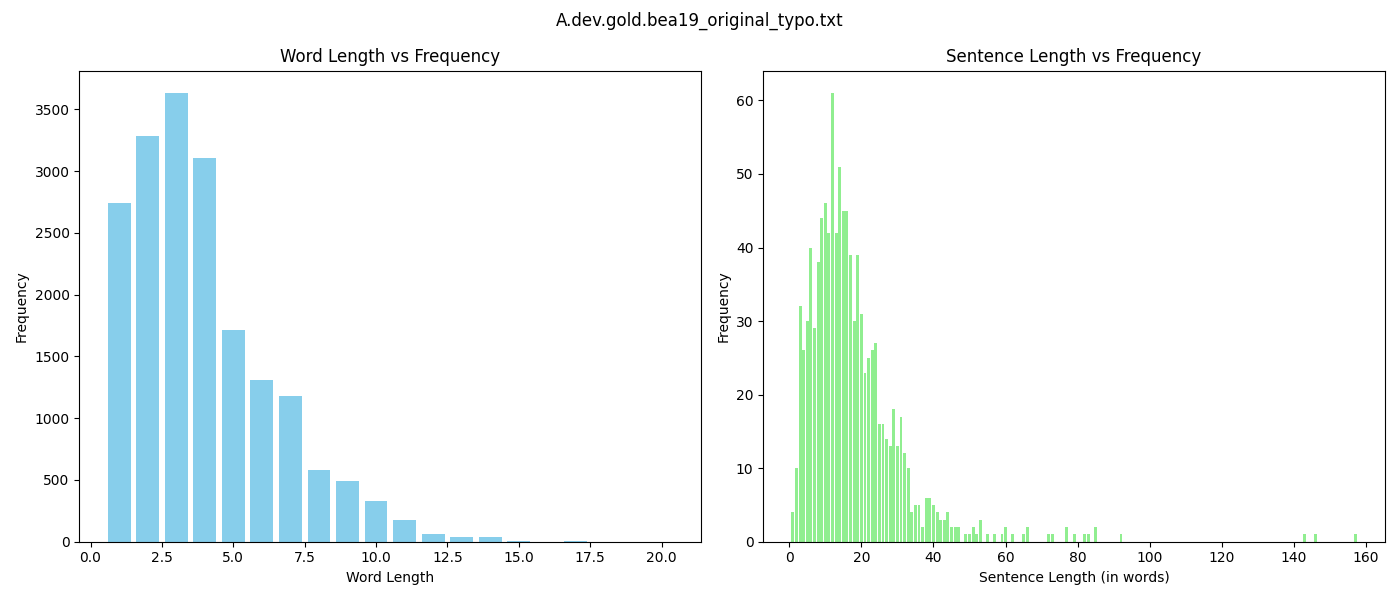 A.dev.gold.bea19_original_typo.txt
Word Length vs Frequency
3500
3000
2500
2000
1500
1000
500
0
Frequency
0.0 2.5 5.0 7.5 10.0 12.5 15.0 17.5 20.0
Word Length
Sentence Length vs Frequency
60
50
40
30
20
10
0
Frequency
0 20 40 60 80 100 120 140 160
Sentence Length (in words)